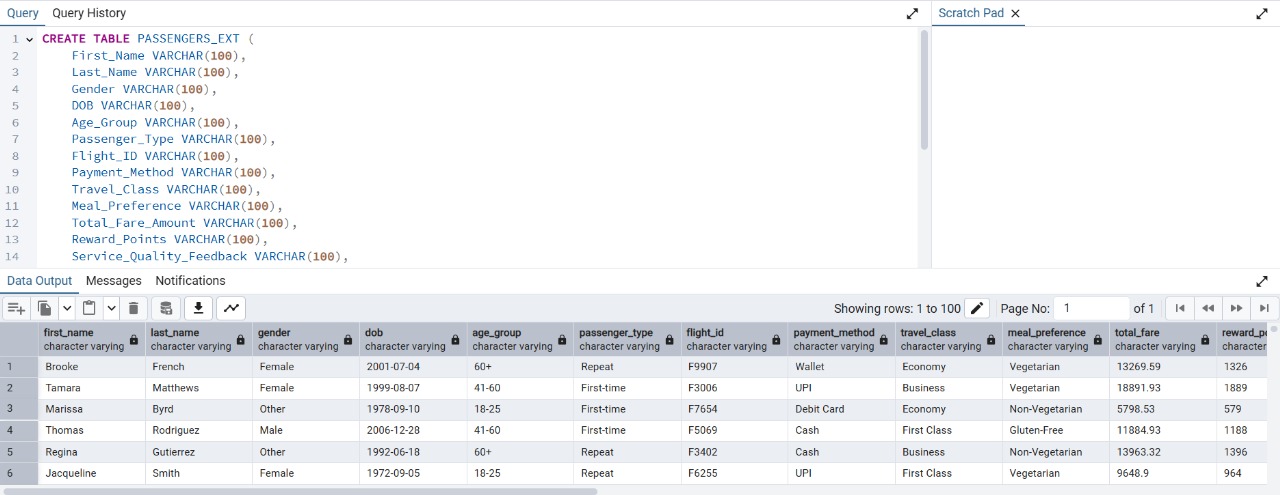 Query Query History Scratch Pad
1 CREATE TABLE PASSENGERS_EXT (
2 First_Name VARCHAR(100),
3 Last_Name VARCHAR(100),
4 Gender VARCHAR(100),
5 DOB VARCHAR(100),
6 Age_Group VARCHAR(100),
7 Passenger_Type VARCHAR(100),
8 Flight_ID VARCHAR(100),
9 Payment_Method VARCHAR(100),
10 Travel_Class VARCHAR(100),
11 Meal_Preference VARCHAR(100),
12 Total_Fare_Amount VARCHAR(100),
13 Reward_Points VARCHAR(100),
14 Service_Quality_Feedback VARCHAR(100),
Data Output Messages Notifications
Showing rows: 1 to 100 Page No: 1 of 1
first_name last_name gender dob age_group passenger_type flight_id payment_method travel_class meal_preference total_fare reward_po
character varying character varying character varying character varying character varying character varying character varying character varying character varying character varying character varying character
1 Brooke French Female 2001-07-04 60+ Repeat F9907 Wallet Economy Vegetarian 13269.59 1326
2 Tamara Matthews Female 1999-08-07 41-60 First-time F3006 UPI Business Vegetarian 18891.93 1889
3 Marissa Byrd Other 1978-09-10 18-25 First-time F7654 Debit Card Economy Non-Vegetarian 5798.53 579
4 Thomas Rodriguez Male 2006-12-28 41-60 First-time F5069 Cash First Class Gluten-Free 11884.93 1188
5 Regina Gutierrez Other 1992-06-18 60+ Repeat F3402 Cash Business Non-Vegetarian 13963.32 1396
6 Jacqueline Smith Female 1972-09-05 18-25 Repeat F6255 UPI First Class Vegetarian 9648.9 964